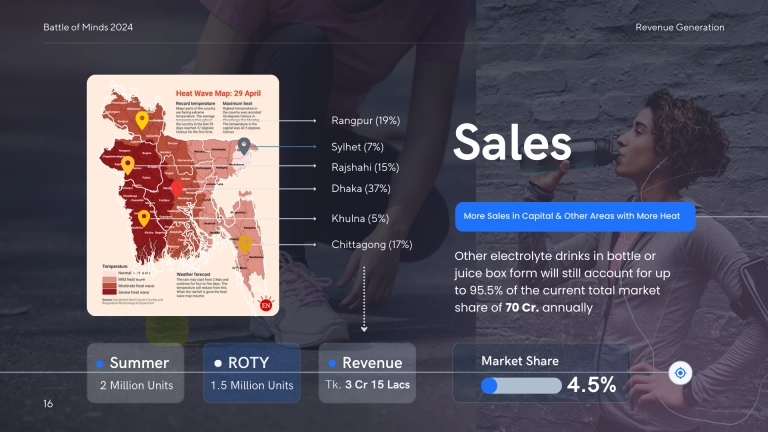 Battle of Minds 2024
Revenue Generation
Heat Wave Map: 29 April
Record temperature
Maximum heat
Rangpur (19%)
Sylhet (7%)
Rajshahi (15%)
Dhaka (37%)
Khulna (5%)
Chittagong (17%)
Temperature
Normal
Mild heat wave
Moderate heat wave
Severe heat wave
Weather forecast
EN
Sales
More Sales in Capital & Other Areas with More Heat
Other electrolyte drinks in bottle or
juice box form will still account for up
to 95.5% of the current total market
share of 70 Cr. annually
Summer
2 Million Units
ROTY
1.5 Million Units
Revenue
Tk. 3 Cr 15 Lacs
Market Share
4.5%
16